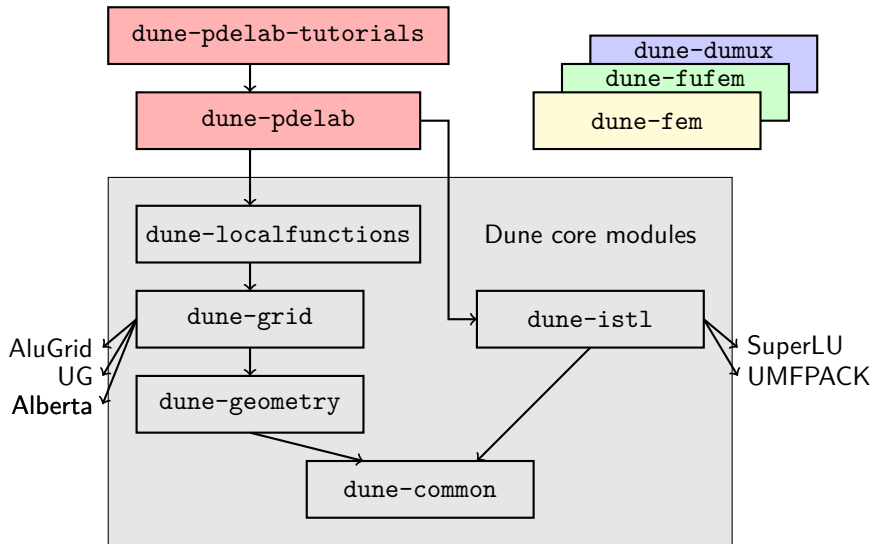 dune-pdelab-tutorials
dune-dumux
dune-fufem
dune-pdelab
dune-fem
dune-localfunctions
Dune core modules
dune-grid
dune-istl
AluGrid
UG
Alberta
SuperLU
UMFPACK
dune-geometry
dune-common